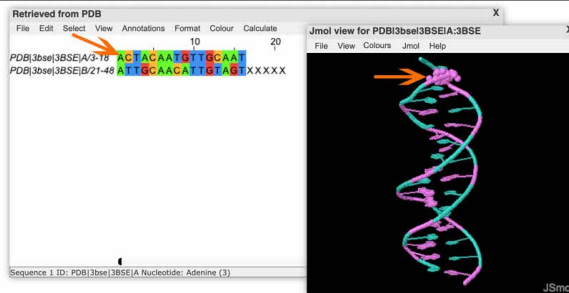 Retrieved from PDB X
File Edit Select View Annotations Format Colour Calculate
10 20
PDB|3bse|3BSE|A/3-18 ACTACAATGTTGCAAT
PDB|3bse|3BSE|B/21-48 ATTGCAACATTGTAGTXXXXX
Sequence 1 ID: PDB|3bse|3BSE|A Nucleotide: Adenine (3)
Jmol view for PDB|3bse|3BSE|A:3BSE X
File View Colours Jmol Help